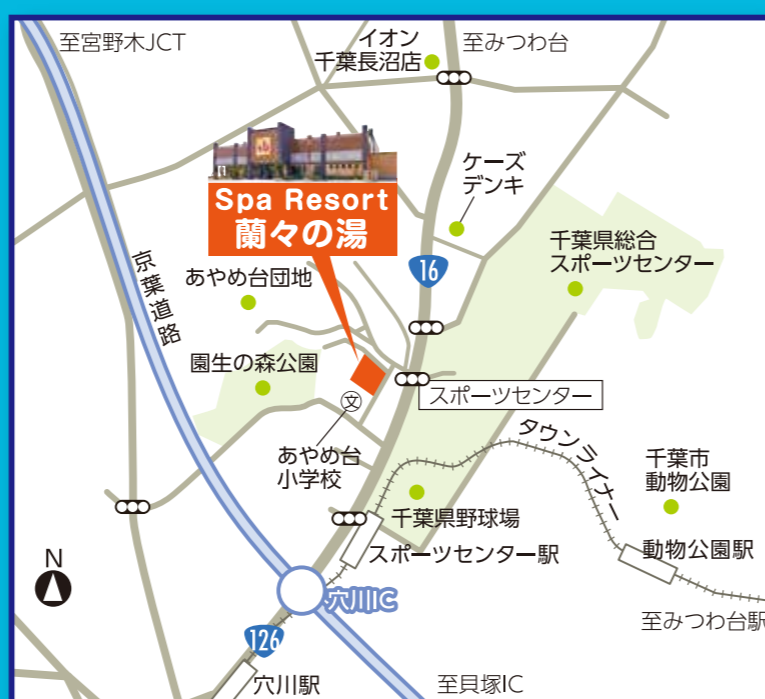 至宮野木JCT
イオン
千葉長沼店
至みつわ台
ケーズ
デンキ
Spa Resort
蘭々の湯
千葉県総合
スポーツセンター
京葉道路
あやめ台団地
16
園生の森公園
スポーツセンター
文
あやめ台
小学校
タウンライナー
千葉市
動物公園
千葉県野球場
スポーツセンター駅
動物公園駅
N
穴川IC
至みつわ台駅
126
穴川駅
至貝塚IC